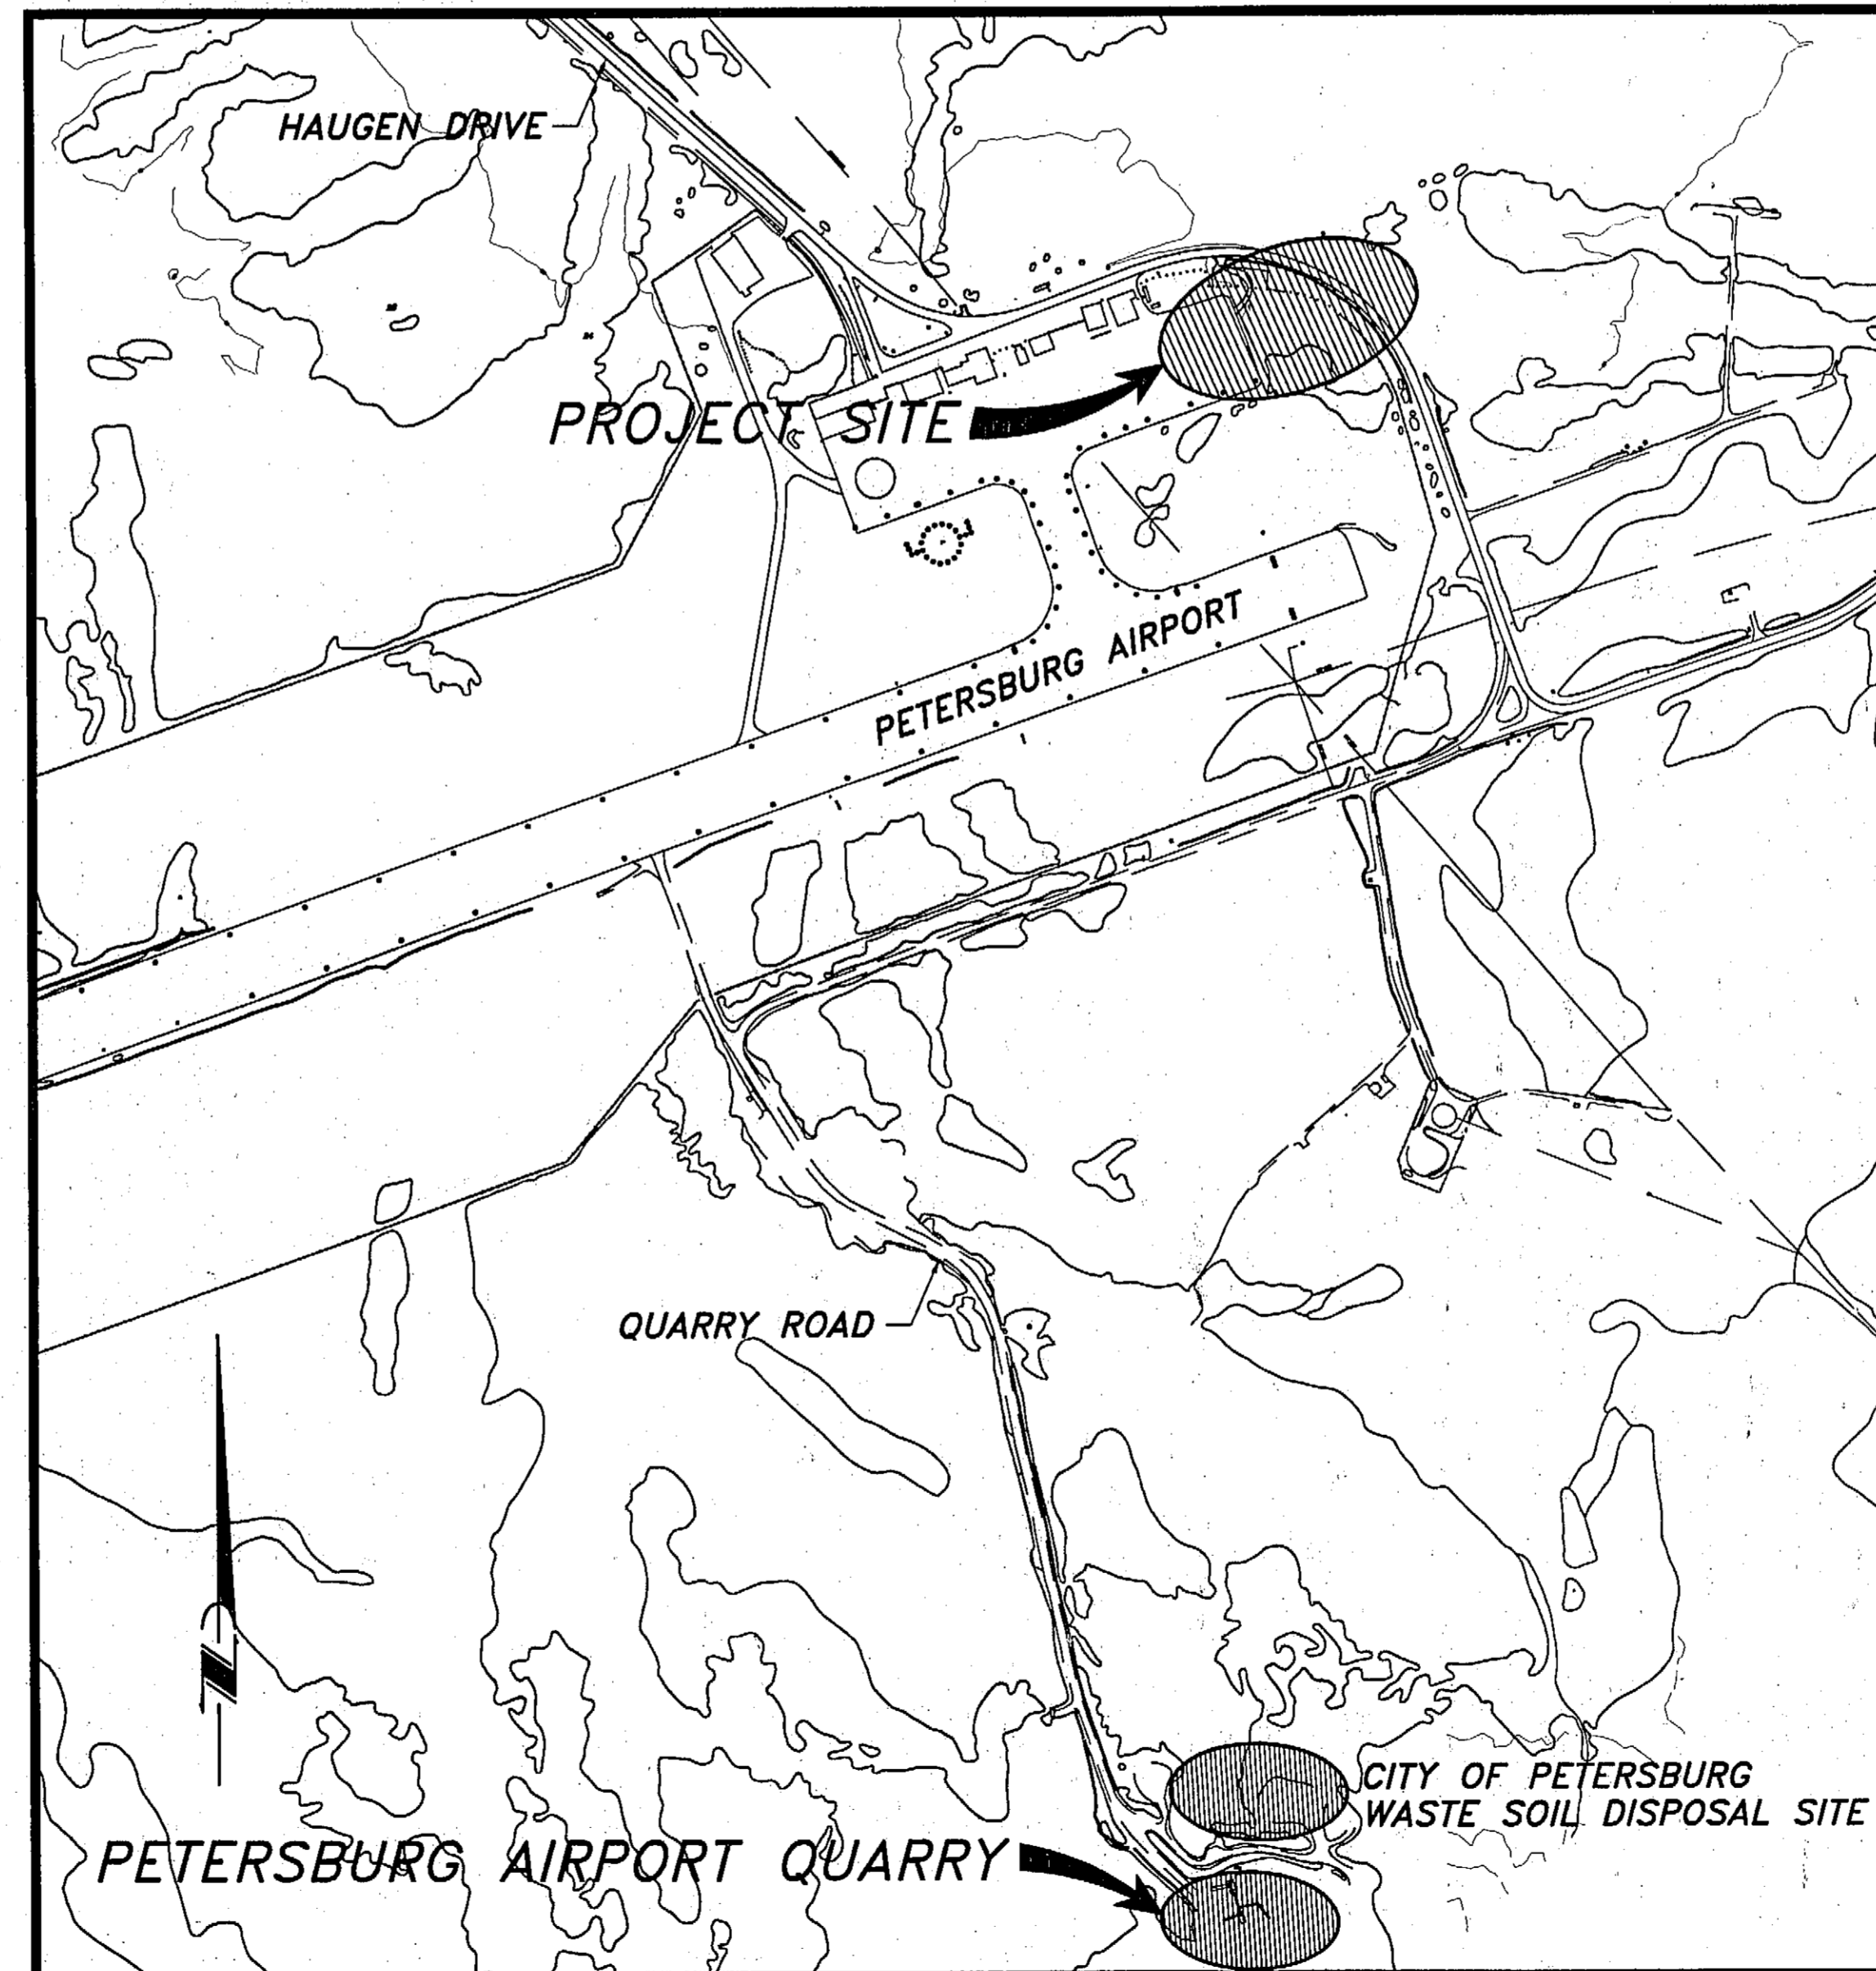 HAUGEN DRIVE
PROJECT SITE
PETERSBURG AIRPORT
QUARRY ROAD
N
CITY OF PETERSBURG
WASTE SOIL DISPOSAL SITE
PETERSBURG AIRPORT QUARRY